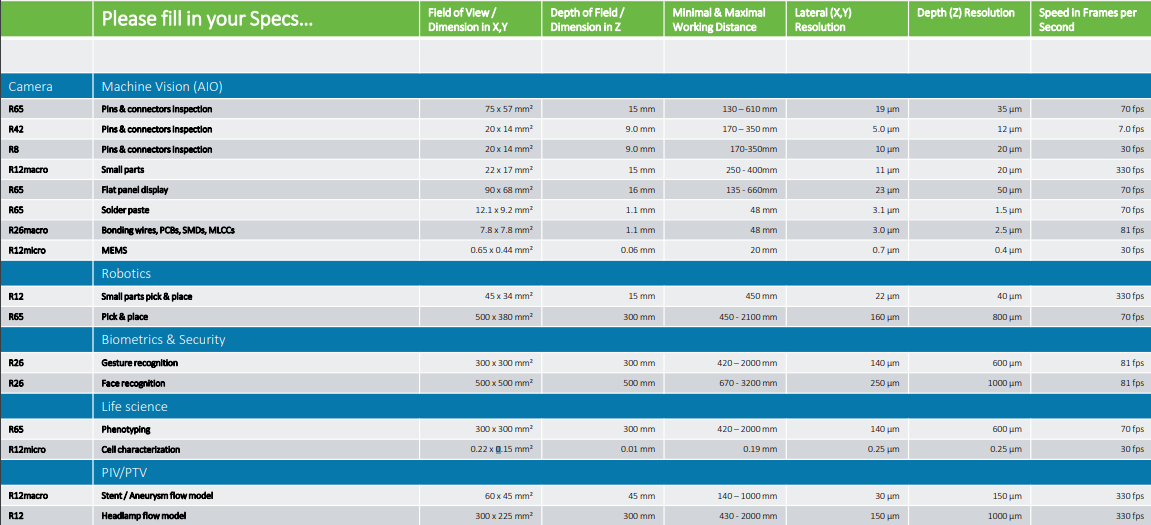 Please fill in your Specs... Field of View / Dimension in X,Y Depth of Field / Dimension in Z Minimal & Maximal Working Distance Lateral (X,Y) Resolution Depth (Z) Resolution Speed in Frames per Second
Camera Machine Vision (AIO)
R65 Pins & connectors inspection 75 x 57 mm² 15 mm 130 – 610 mm 19 µm 35 µm 70 fps
R42 Pins & connectors inspection 20 x 14 mm² 9.0 mm 170 – 350 mm 5.0 µm 12 µm 7.0 fps
R8 Pins & connectors inspection 20 x 14 mm² 9.0 mm 170-350mm 10 µm 20 µm 30 fps
R12macro Small parts 22 x 17 mm² 15 mm 250 - 400mm 11 µm 20 µm 330 fps
R65 Flat panel display 90 x 68 mm² 16 mm 135 - 660mm 23 µm 50 µm 70 fps
R65 Solder paste 12.1 x 9.2 mm² 1.1 mm 48 mm 3.1 µm 1.5 µm 70 fps
R26macro Bonding wires, PCBs, SMDs, MLCCs 7.8 x 7.8 mm² 1.1 mm 48 mm 3.0 µm 2.5 µm 81 fps
R12micro MEMS 0.65 x 0.44 mm² 0.06 mm 20 mm 0.7 µm 0.4 µm 30 fps
Robotics
R12 Small parts pick & place 45 x 34 mm² 15 mm 450 mm 22 µm 40 µm 330 fps
R65 Pick & place 500 x 380 mm² 300 mm 450 - 2100 mm 160 µm 800 µm 70 fps
Biometrics & Security
R26 Gesture recognition 300 x 300 mm² 300 mm 420 – 2000 mm 140 µm 600 µm 81 fps
R26 Face recognition 500 x 500 mm² 500 mm 670 - 3200 mm 250 µm 1000 µm 81 fps
Life science
R65 Phenotyping 300 x 300 mm² 300 mm 420 – 2000 mm 140 µm 600 µm 70 fps
R12micro Cell characterization 0.22 x 0.15 mm² 0.01 mm 0.19 mm 0.25 µm 0.25 µm 30 fps
PIV/PTV
R12macro Stent / Aneurysm flow model 60 x 45 mm² 45 mm 140 – 1000 mm 30 µm 150 µm 330 fps
R12 Headlamp flow model 300 x 225 mm² 300 mm 430 - 2000 mm 150 µm 1000 µm 330 fps